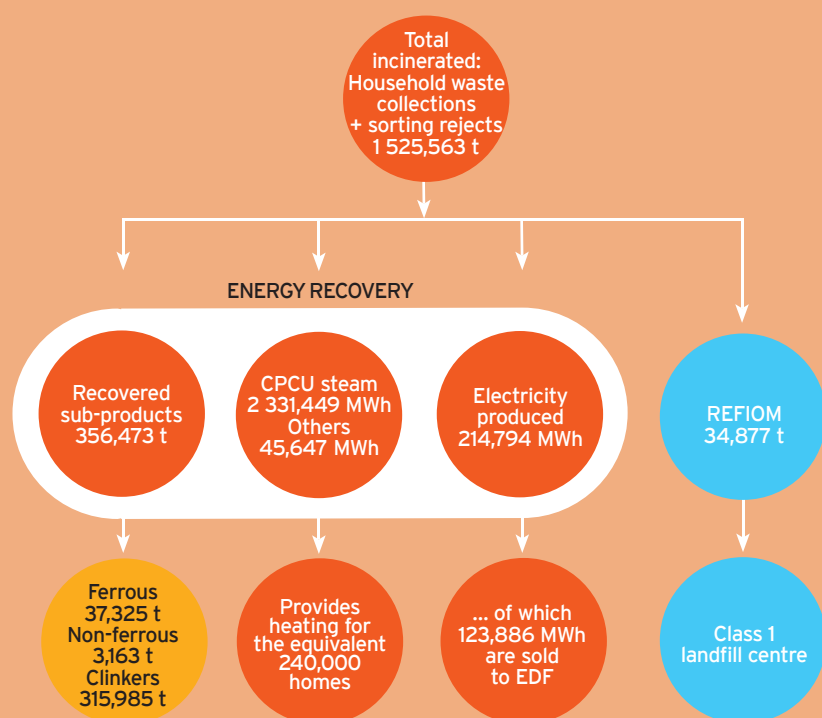 Total
incinerated:
Household waste
collections
+ sorting rejects
1 525,563 t
ENERGY RECOVERY
Recovered
sub-products
356,473 t
CPCU steam
2 331,449 MWh
Others
45,647 MWh
Electricity
produced
214,794 MWh
REFIOM
34,877 t
Ferrous
37,325 t
Non-ferrous
3,163 t
Clinkers
315,985 t
Provides
heating for
the equivalent
240,000
homes
... of which
123,886 MWh
are sold
to EDF
Class 1
landfill centre